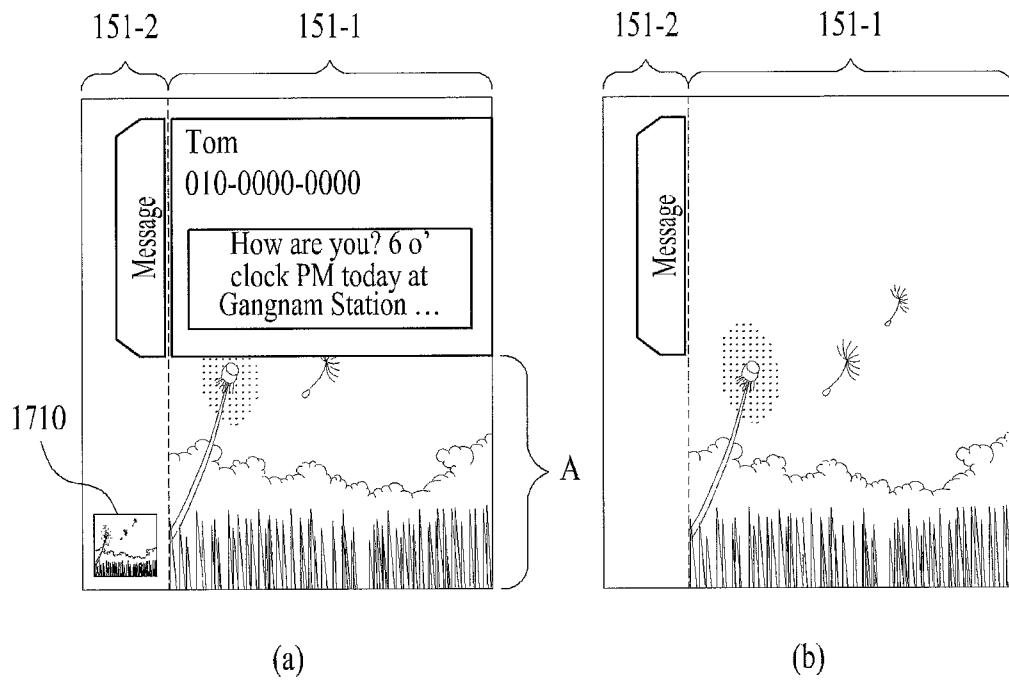 151-2
151-1
151-2
151-1
Tom
010-0000-0000
Message
How are you? 6 o'
clock PM today at
Gangnam Station ...
Message
1710
A
(a)
(b)